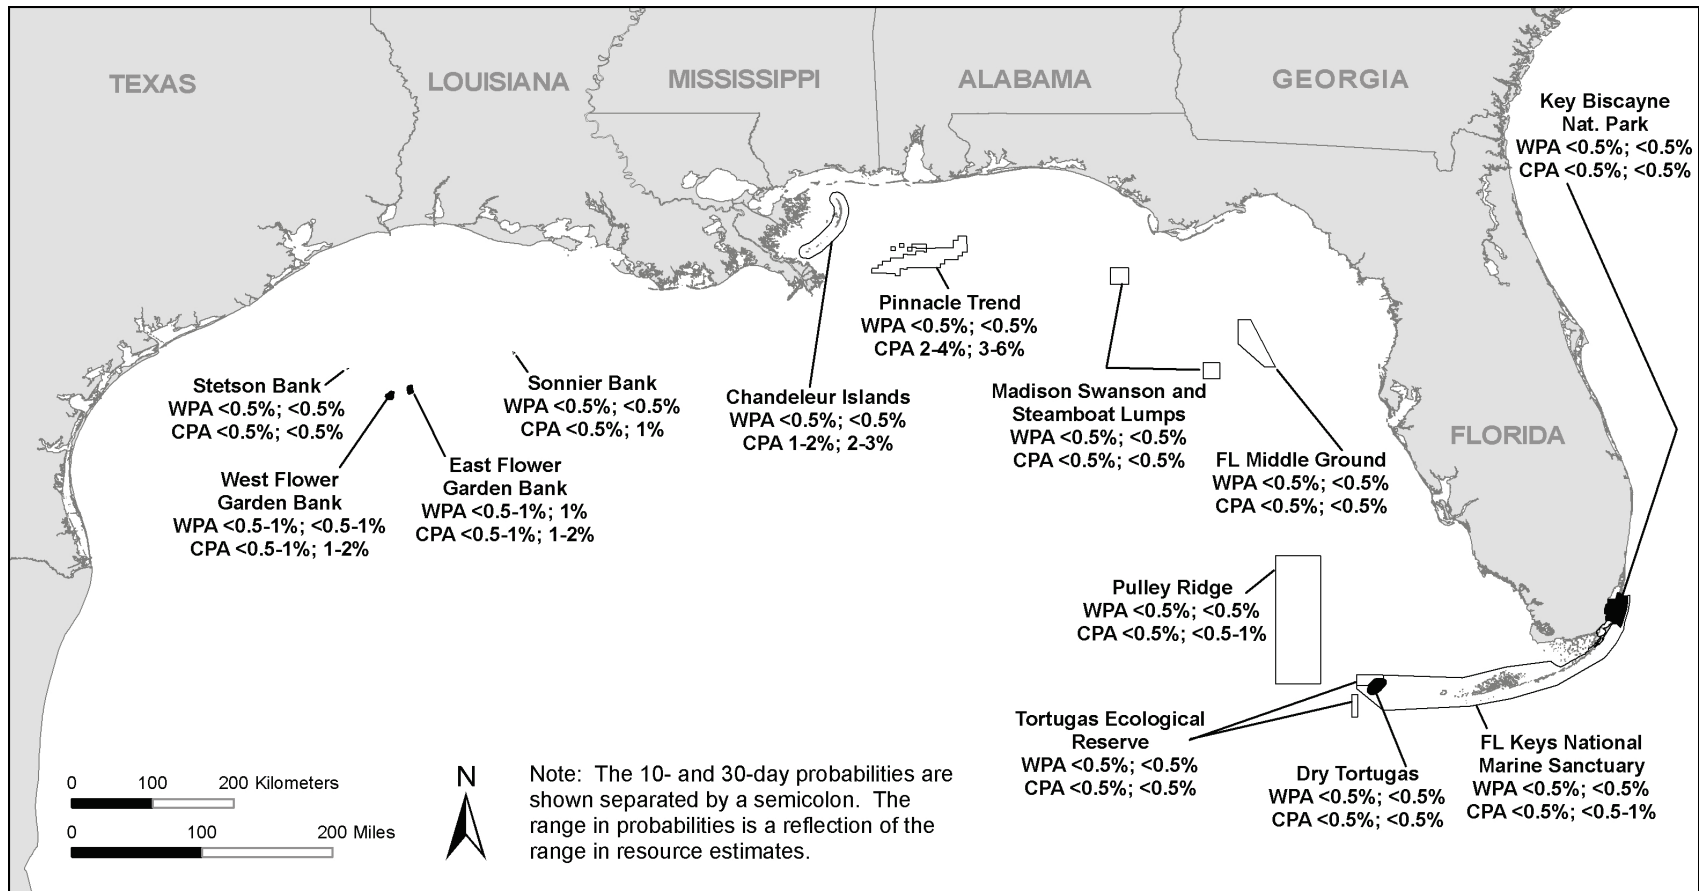 TEXAS
LOUISIANA
MISSISSIPPI
ALABAMA
GEORGIA
FLORIDA
Key Biscayne
Nat. Park
WPA <0.5%; <0.5%
CPA <0.5%; <0.5%
Pinnacle Trend
WPA <0.5%; <0.5%
CPA 2-4%; 3-6%
Stetson Bank
WPA <0.5%; <0.5%
CPA <0.5%; <0.5%
Sonnier Bank
WPA <0.5%; <0.5%
CPA <0.5%; 1%
Chandeleur Islands
WPA <0.5%; <0.5%
CPA 1-2%; 2-3%
Madison Swanson and
Steamboat Lumps
WPA <0.5%; <0.5%
CPA <0.5%; <0.5%
West Flower
Garden Bank
WPA <0.5-1%; <0.5-1%
CPA <0.5-1%; 1-2%
East Flower
Garden Bank
WPA <0.5-1%; 1%
CPA <0.5-1%; 1-2%
FL Middle Ground
WPA <0.5%; <0.5%
CPA <0.5%; <0.5%
Pulley Ridge
WPA <0.5%; <0.5%
CPA <0.5%; <0.5-1%
Tortugas Ecological
Reserve
WPA <0.5%; <0.5%
CPA <0.5%; <0.5%
Dry Tortugas
WPA <0.5%; <0.5%
CPA <0.5%; <0.5%
FL Keys National
Marine Sanctuary
WPA <0.5%; <0.5%
CPA <0.5%; <0.5-1%
0 100 200 Kilometers
0 100 200 Miles
N
Note: The 10- and 30-day probabilities are
shown separated by a semicolon. The
range in probabilities is a reflection of the
range in resource estimates.